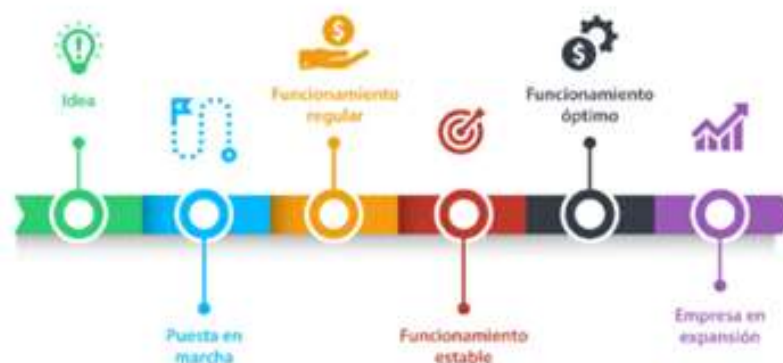 Idea
Puesta en
marcha
Funcionamiento
regular
Funcionamiento
estable
Funcionamiento
óptimo
Empresa en
expansión